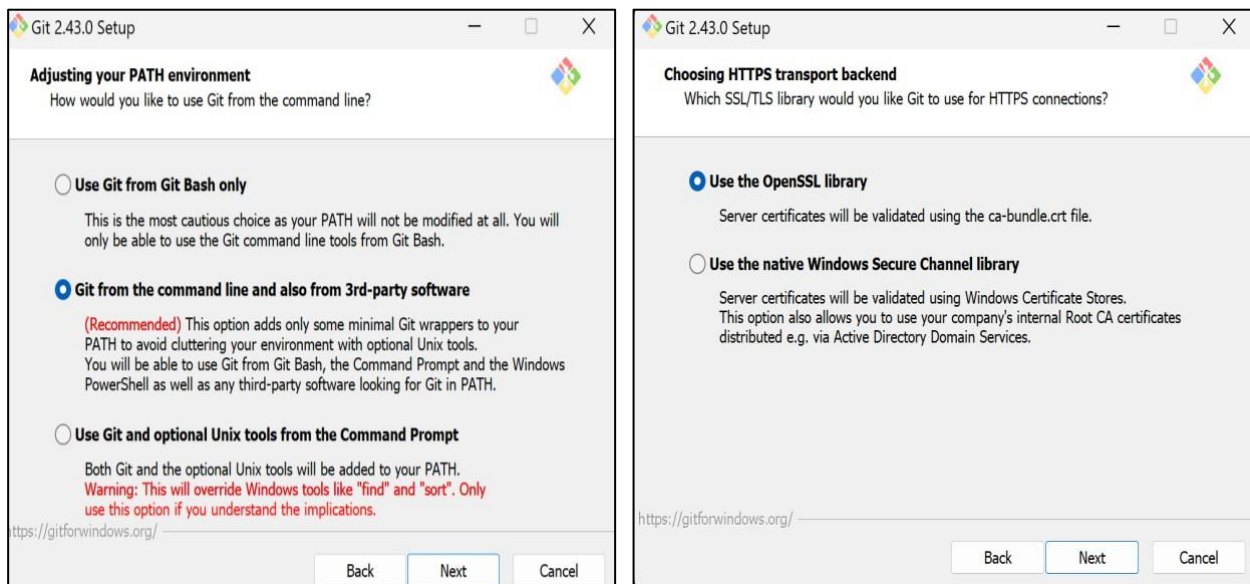 Git 2.43.0 Setup
Adjusting your PATH environment
How would you like to use Git from the command line?
Use Git from Git Bash only
This is the most cautious choice as your PATH will not be modified at all. You will
only be able to use the Git command line tools from Git Bash.
Git from the command line and also from 3rd-party software
(Recommended) This option adds only some minimal Git wrappers to your
PATH to avoid cluttering your environment with optional Unix tools.
You will be able to use Git from Git Bash, the Command Prompt and the Windows
PowerShell as well as any third-party software looking for Git in PATH.
Use Git and optional Unix tools from the Command Prompt
Both Git and the optional Unix tools will be added to your PATH.
Warning: This will override Windows tools like "find" and "sort". Only
use this option if you understand the implications.
ttps://gitforwindows.org/
Back Next Cancel
Git 2.43.0 Setup
Choosing HTTPS transport backend
Which SSL/TLS library would you like Git to use for HTTPS connections?
Use the OpenSSL library
Server certificates will be validated using the ca-bundle.crt file.
Use the native Windows Secure Channel library
Server certificates will be validated using Windows Certificate Stores.
This option also allows you to use your company's internal Root CA certificates
distributed e.g. via Active Directory Domain Services.
https://gitforwindows.org/
Back Next Cancel